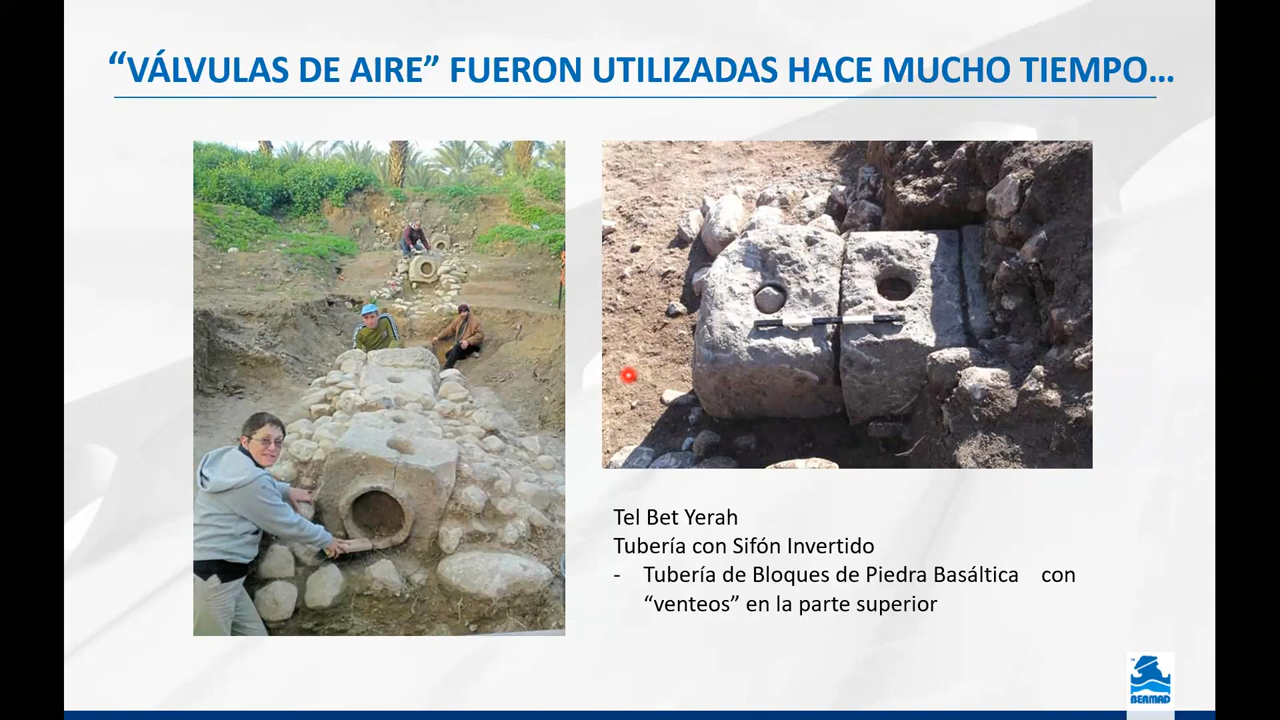 “VÁLVULAS DE AIRE” FUERON UTILIZADAS HACE MUCHO TIEMPO…
Tel Bet Yerah
Tubería con Sifón Invertido
- Tubería de Bloques de Piedra Basáltica con
“venteos” en la parte superior
BERMAD